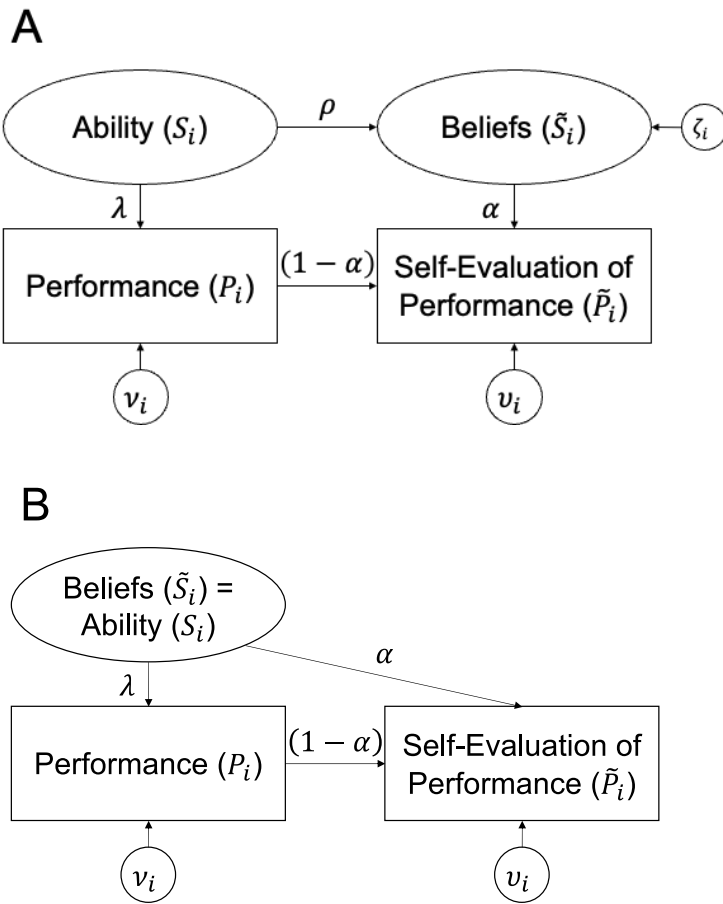 A
Ability (Sᵢ)
ρ
Beliefs (S̃ᵢ)
ζᵢ
λ
α
Performance (Pᵢ)
(1 − α)
Self-Evaluation of
Performance (P̃ᵢ)
νᵢ
υᵢ
B
Beliefs (S̃ᵢ) =
Ability (Sᵢ)
α
λ
Performance (Pᵢ)
(1 − α)
Self-Evaluation of
Performance (P̃ᵢ)
νᵢ
υᵢ